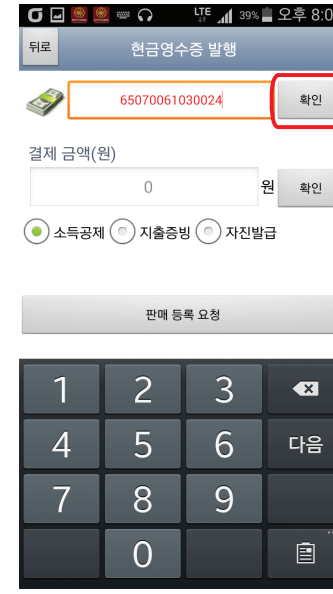 LTE 39% 오후 8:0
뒤로 현금영수증 발행
65070061030024 확인
결제 금액(원)
0 원 확인
소득공제 지출증빙 자진발급
판매 등록 요청
1 2 3
4 5 6 다음
7 8 9
0